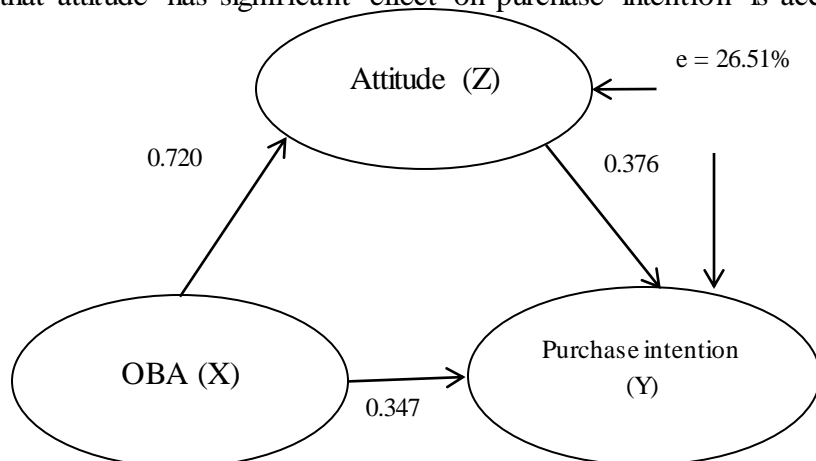 that attitude has significant effect on purchase intention is
Attitude (Z)
e = 26.51%
0.720
0.376
OBA (X)
Purchase intention
(Y)
0.347